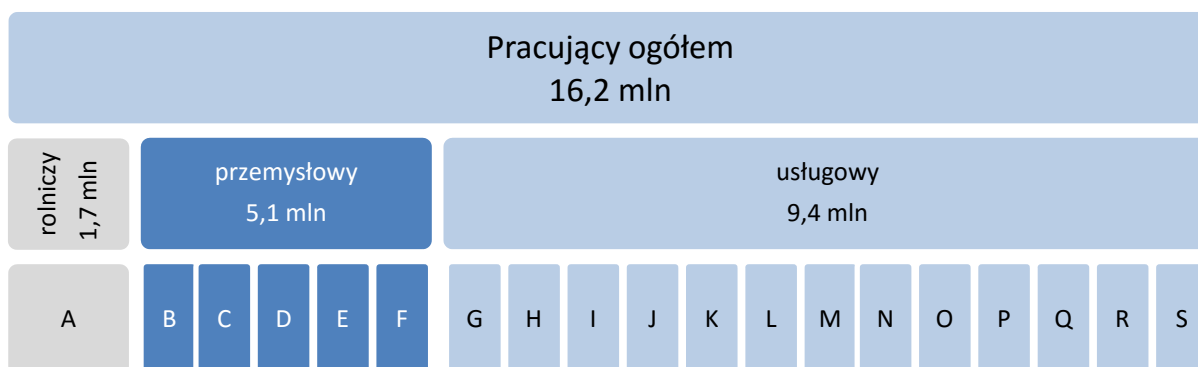 Pracujący ogółem
16,2 mln
rolniczy
1,7 mln
przemysłowy
5,1 mln
usługowy
9,4 mln
A B C D E F G H I J K L M N O P Q R S